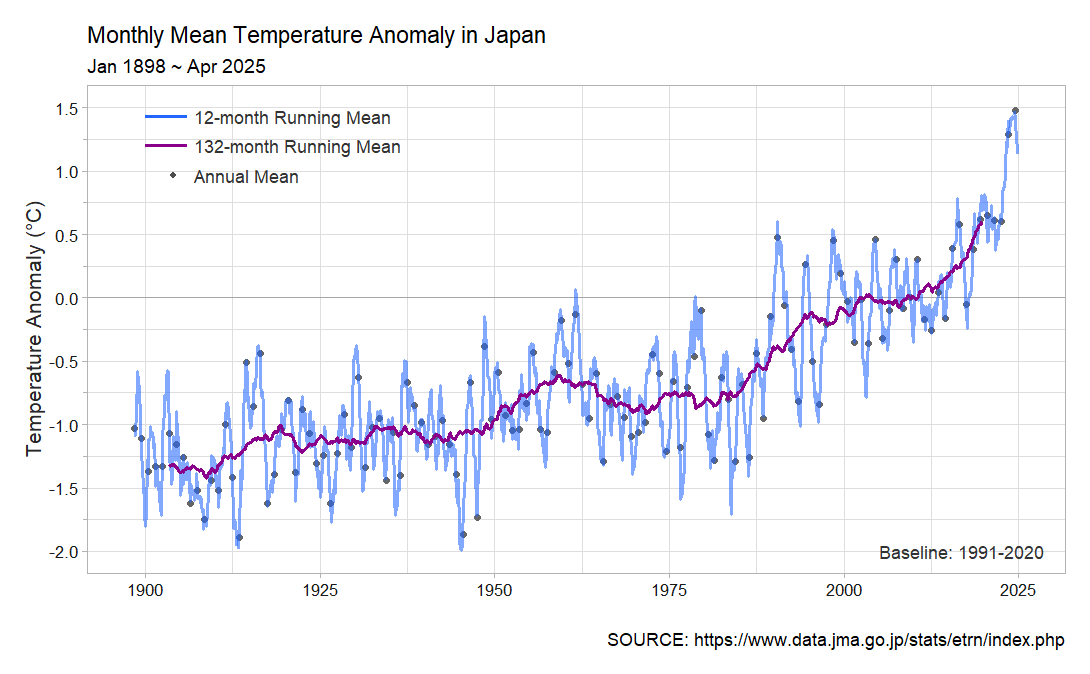 Monthly Mean Temperature Anomaly in Japan
Jan 1898 ~ Apr 2025
12-month Running Mean
132-month Running Mean
Annual Mean
Temperature Anomaly (°C)
1.5
1.0
0.5
0.0
-0.5
-1.0
-1.5
-2.0
Baseline: 1991-2020
1900
1925
1950
1975
2000
2025
SOURCE: https://www.data.jma.go.jp/stats/etrn/index.php